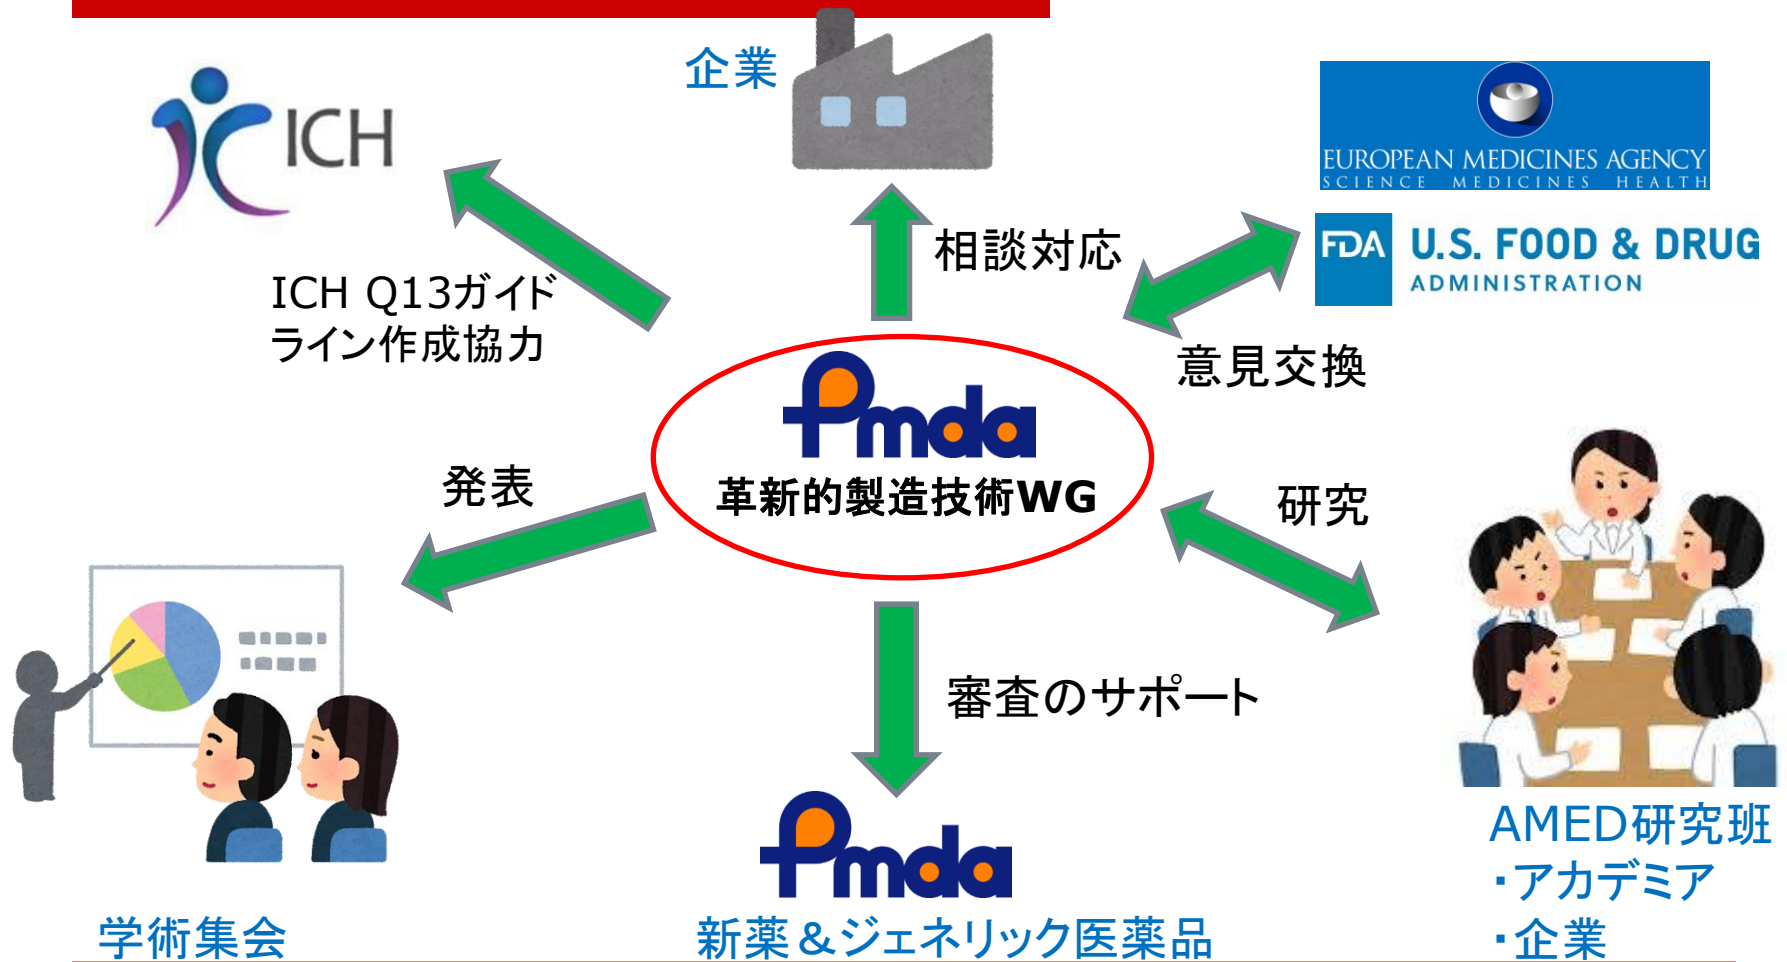 企業
ICH
EUROPEAN MEDICINES AGENCY
SCIENCE MEDICINES HEALTH
FDA U.S. FOOD & DRUG
ADMINISTRATION
相談対応
ICH Q13ガイド
ライン作成協力
意見交換
Pmda
革新的製造技術WG
発表
研究
審査のサポート
Pmda
新薬&ジェネリック医薬品
学術集会
AMED研究班
・アカデミア
・企業